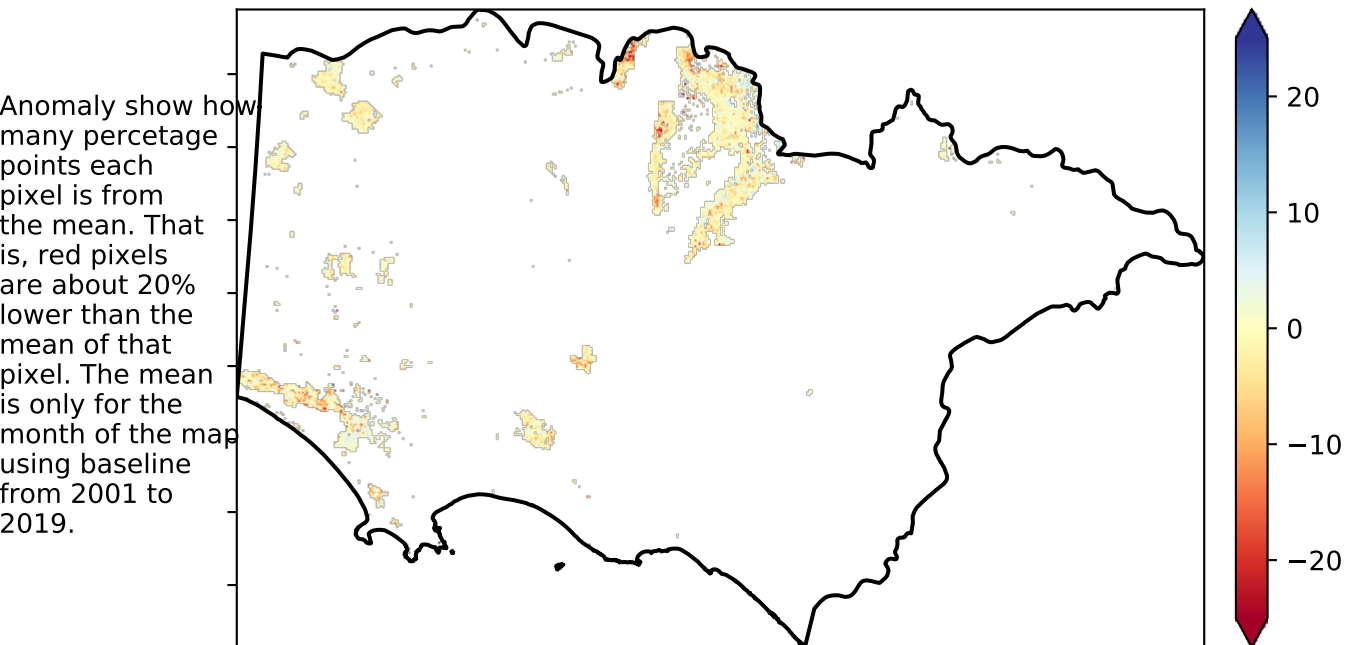 Anomaly show how
many percetage
points each
pixel is from
the mean. That
is, red pixels
are about 20%
lower than the
mean of that
pixel. The mean
is only for the
month of the map
using baseline
from 2001 to
2019.
20
10
0
−10
−20